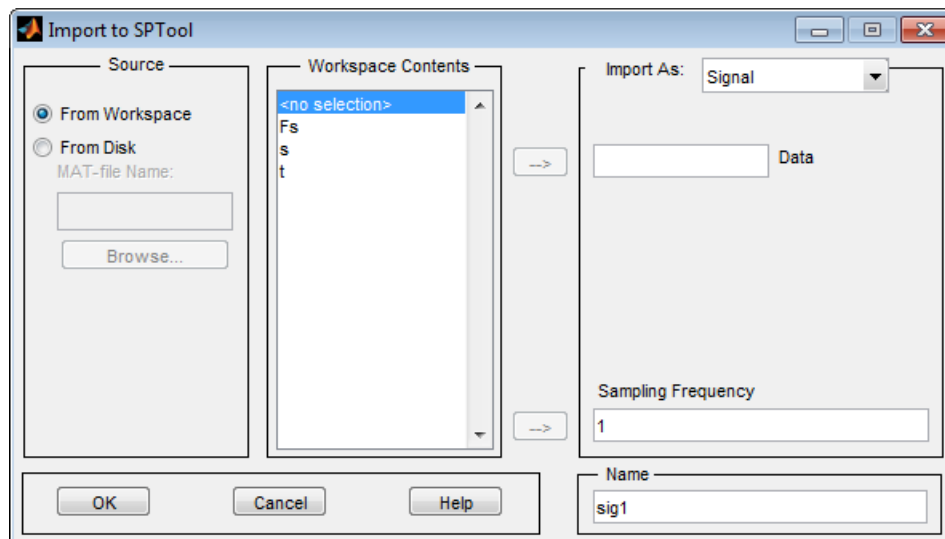 Import to SPTool
Source
From Workspace
From Disk
MAT-file Name:
Browse...
Workspace Contents
<no selection>
Fs
s
t
-->
-->
Import As:
Signal
Data
Sampling Frequency
1
OK
Cancel
Help
Name
sig1